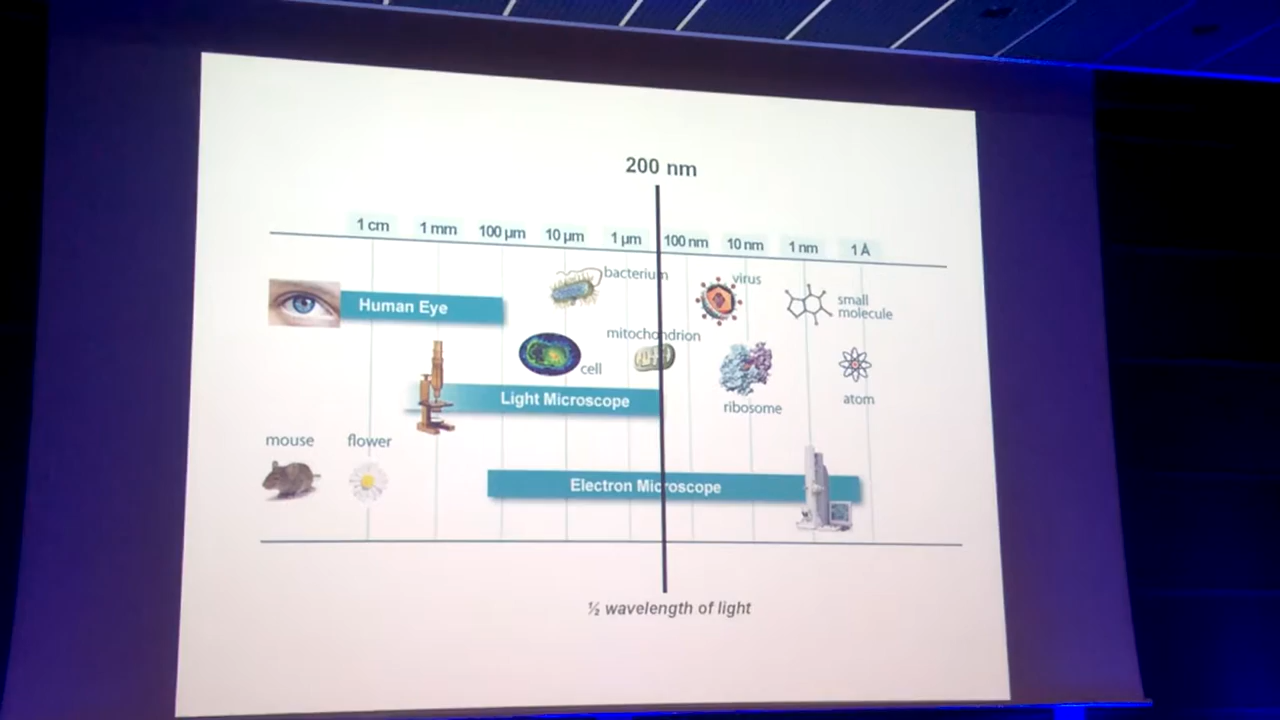 200 nm
1 cm 1 mm 100 µm 10 µm 1 µm 100 nm 10 nm 1 nm 1 Å
bacterium
virus
Human Eye
small
molecule
mitochondrion
cell
Light Microscope
ribosome
atom
mouse flower
Electron Microscope
½ wavelength of light